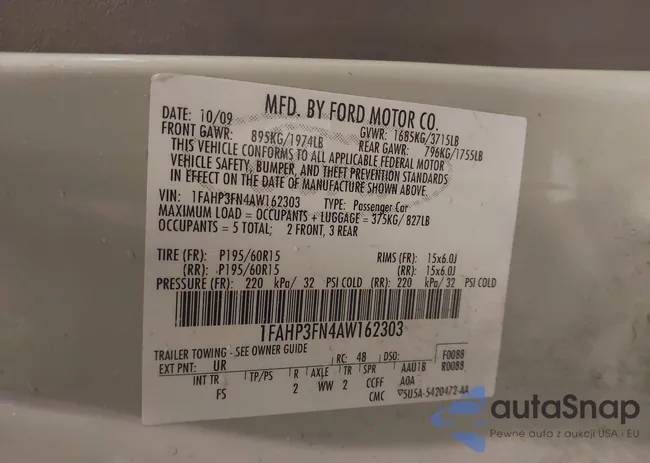 MFD. BY FORD MOTOR CO.
DATE: 10/09 GVWR: 1685KG/3715LB
FRONT GAWR: 895KG/1974LB REAR GAWR: 796KG/1755LB
THIS VEHICLE CONFORMS TO ALL APPLICABLE FEDERAL MOTOR
VEHICLE SAFETY, BUMPER, AND THEFT PREVENTION STANDARDS
IN EFFECT ON THE DATE OF MANUFACTURE SHOWN ABOVE.
VIN: 1FAHP3FN4AW162303 TYPE: Passenger Car
MAXIMUM LOAD = OCCUPANTS + LUGGAGE = 375KG/ 827LB
OCCUPANTS = 5 TOTAL; 2 FRONT, 3 REAR
TIRE (FR): P195/60R15 RIMS (FR): 15x6.0J
(RR): P195/60R15 (RR): 15x6.0J
PRESSURE (FR): 220 kPa/ 32 PSI COLD (RR): 220 kPa/ 32 PSI COLD
1FAHP3FN4AW162303
TRAILER TOWING - SEE OWNER GUIDE
EXT PNT: UR RC: 48 DSO: F0088
R0088
INT TR TP/PS R AXLE TR SPR AAU1B
FS 2 WW 2 CCFF A0A
CMC 5U5A-5420472-AA
autaSnap
Pewne auta z aukcji USA i EU